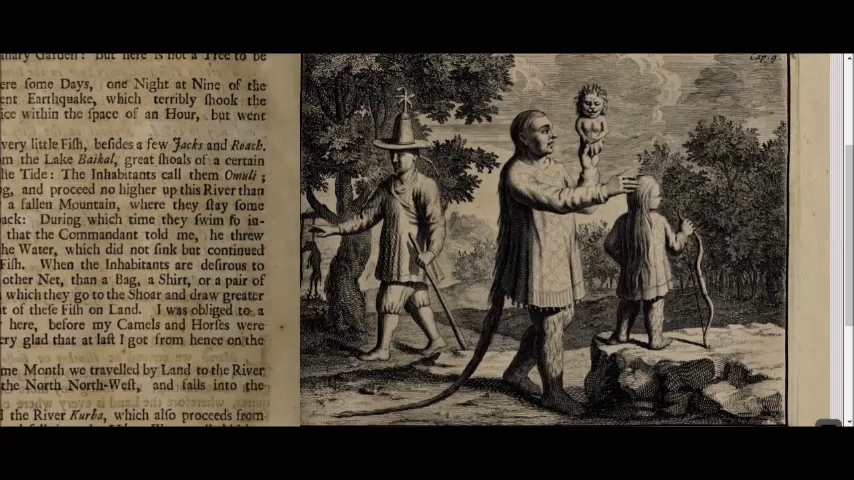 nary Garden: But here is not a Tree to be
ere ſome Days, one Night at Nine of the
ent Earthquake, which terribly ſhook the
ice within the ſpace of an Hour, but went
very little Fiſh, beſides a few Jacks and Roach.
m the Lake Baikal, great ſhoals of a certain
he Tide: The Inhabitants call them Omuli;
g, and proceed no higher up this River than
a fallen Mountain, where they ſtay ſome
ack: During which time they ſwim ſo in-
that the Commandant told me, he threw
he Water, which did not ſink but continued
Fiſh. When the Inhabitants are deſirous to
other Net, than a Bag, a Shirt, or a pair of
which they go to the Shoar and draw greater
t of theſe Fiſh on Land. I was obliged to a
here, before my Camels and Horſes were
ery glad that at laſt I got from hence on the
me Month we travelled by Land to the River
the North North-Weſt, and falls into the
the River Kurba, which alſo proceeds from
Cap. 9.